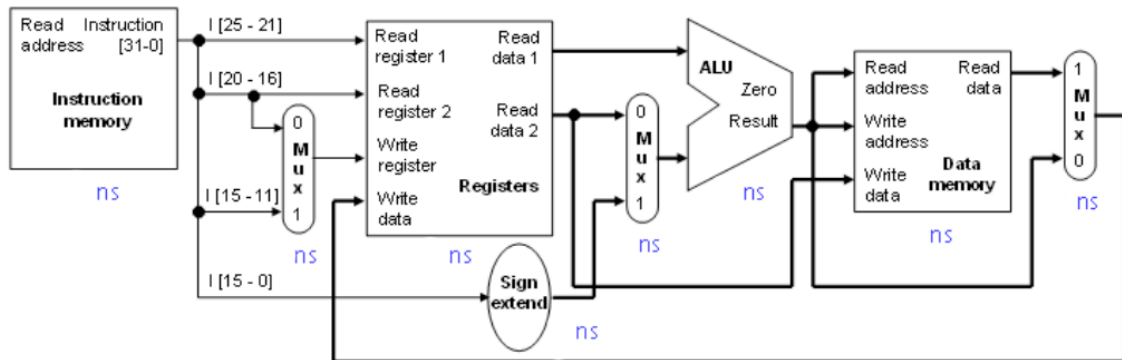 Read Instruction
address [31-0]
Instruction
memory
ns
I [25 - 21]
I [20 - 16]
I [15 - 11]
I [15 - 0]
0
M
u
x
1
ns
Read
register 1
Read
data 1
Read
register 2
Read
data 2
Write
register
Write
data
Registers
ns
Sign
extend
ns
0
M
u
x
1
ns
ALU
Zero
Result
ns
Read
address
Read
data
Write
address
Write
data
Data
memory
ns
1
M
u
x
0
ns